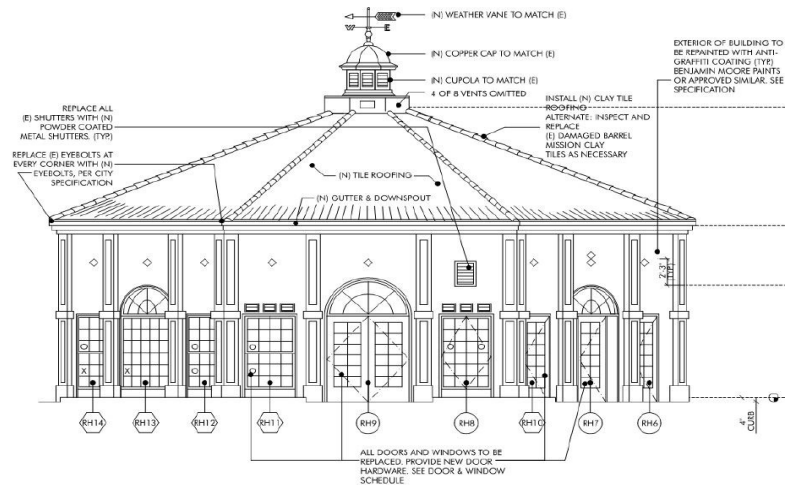 (N) WEATHER VANE TO MATCH (E)
W E
(N) COPPER CAP TO MATCH (E)
(N) CUPOLA TO MATCH (E)
4 OF 8 VENTS OMITTED
EXTERIOR OF BUILDING TO
BE REPAINTED WITH ANTI-
GRAFFITI COATING (TYP)
BENJAMIN MOORE PAINTS
OR APPROVED SIMILAR. SEE
SPECIFICATION
REPLACE ALL
(E) SHUTTERS WITH (N)
POWDER COATED
METAL SHUTTERS. (TYP)
INSTALL (N) CLAY TILE
ROOFING
ALTERNATE: INSPECT AND
REPLACE
(E) DAMAGED BARREL
MISSION CLAY
TILES AS NECESSARY
REPLACE (E) EYEBOLTS AT
EVERY CORNER WITH (N)
EYEBOLTS, PER CITY
SPECIFICATION
(N) TILE ROOFING
(N) GUTTER & DOWNSPOUT
2'-3"
(TYP)
X
X
RH14
RH13
RH12
RH11
RH9
RH8
RH10
RH7
RH6
4"
CURB
ALL DOORS AND WINDOWS TO BE
REPLACED. PROVIDE NEW DOOR
HARDWARE. SEE DOOR & WINDOW
SCHEDULE